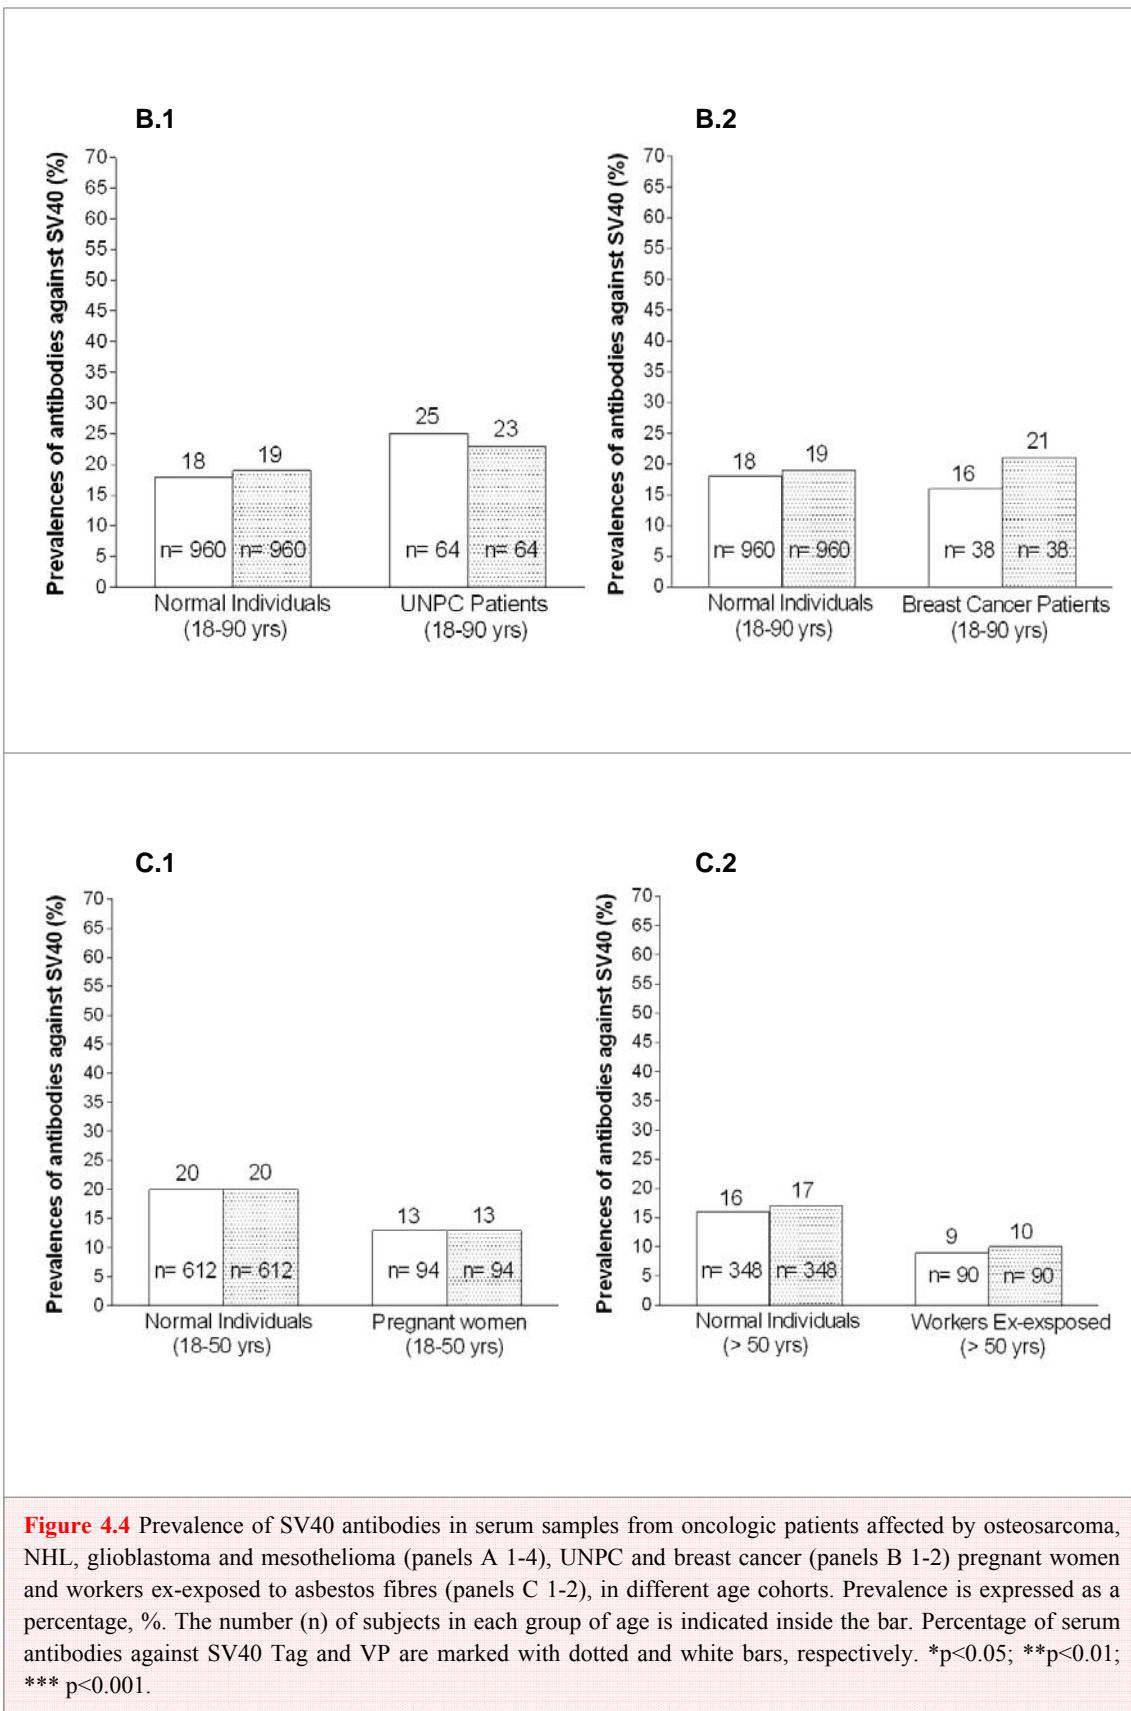 B.1
B.2
Prevalences of antibodies against SV40 (%)
70
65
60
55
50
45
40
35
30
25
20
15
10
5
0
18
19
25
23
n= 960
n= 960
n= 64
n= 64
Normal Individuals
(18-90 yrs)
UNPC Patients
(18-90 yrs)
Prevalences of antibodies against SV40 (%)
70
65
60
55
50
45
40
35
30
25
20
15
10
5
0
18
19
16
21
n= 960
n= 960
n= 38
n= 38
Normal Individuals
(18-90 yrs)
Breast Cancer Patients
(18-90 yrs)
C.1
C.2
Prevalences of antibodies against SV40 (%)
70
65
60
55
50
45
40
35
30
25
20
15
10
5
0
20
20
13
13
n= 612
n= 612
n= 94
n= 94
Normal Individuals
(18-50 yrs)
Pregnant women
(18-50 yrs)
Prevalences of antibodies against SV40 (%)
70
65
60
55
50
45
40
35
30
25
20
15
10
5
0
16
17
9
10
n= 348
n= 348
n= 90
n= 90
Normal Individuals
(> 50 yrs)
Workers Ex-exsposed
(> 50 yrs)
Figure 4.4 Prevalence of SV40 antibodies in serum samples from oncologic patients affected by osteosarcoma,
NHL, glioblastoma and mesothelioma (panels A 1-4), UNPC and breast cancer (panels B 1-2) pregnant women
and workers ex-exposed to asbestos fibres (panels C 1-2), in different age cohorts. Prevalence is expressed as a
percentage, %. The number (n) of subjects in each group of age is indicated inside the bar. Percentage of serum
antibodies against SV40 Tag and VP are marked with dotted and white bars, respectively. *p<0.05; **p<0.01;
*** p<0.001.